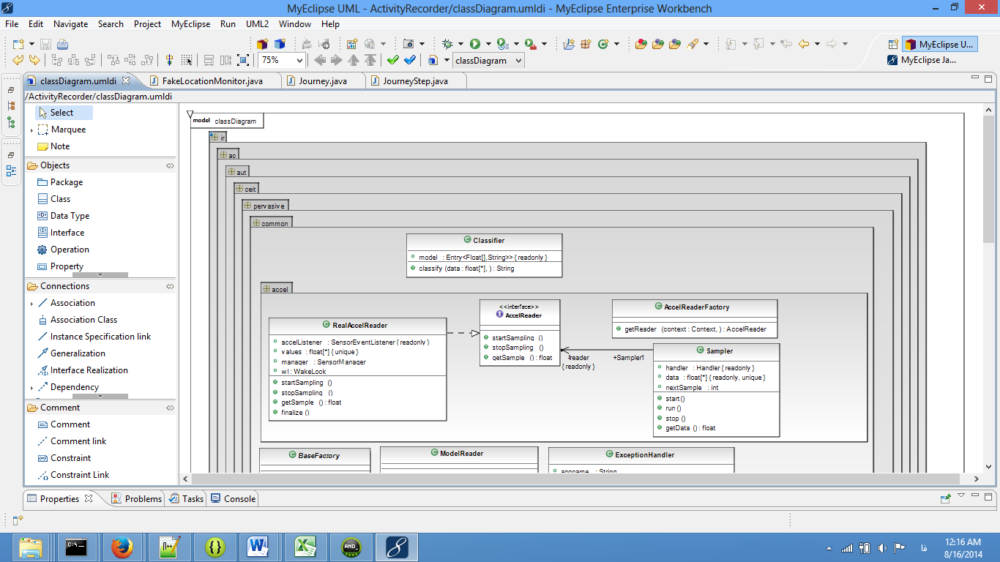 MyEclipse UML - ActivityRecorder/classDiagram.umldi - MyEclipse Enterprise Workbench
File Edit Navigate Search Project MyEclipse Run UML2 Window Help
MyEclipse U...
75% classDiagram
MyEclipse Ja...
classDiagram.umldi FakeLocationMonitor.java Journey.java JourneyStep.java
/ActivityRecorder/classDiagram.umldi
Select
Marquee
Note
Objects
Package
Class
Data Type
Interface
Operation
Property
Connections
Association
Association Class
Instance Specification link
Generalization
Interface Realization
Dependency
Comment
Comment
Comment link
Constraint
Constraint Link
model classDiagram
ir
ac
aut
ceit
pervasive
common
Classifier
model : Entry<Float[],String>> { readonly }
classify (data : float[*], ) : String
accel
RealAccelReader
accelListener : SensorEventListener { readonly }
values : float[*] { unique }
manager : SensorManager
wl : WakeLock
startSampling ()
stopSampling ()
getSample () : float
finalize ()
<<interface>>
AccelReader
startSampling ()
stopSampling ()
getSample () : float
AccelReaderFactory
getReader (context : Context, ) : AccelReader
-reader
{ readonly }
+Sampler1
Sampler
handler : Handler { readonly }
data : float[*] { readonly, unique }
nextSample : int
start ()
run ()
stop ()
getData () : float
BaseFactory
ModelReader
ExceptionHandler
appname : String
Properties Problems Tasks Console
C:\
n++
{}
W
X
AND_
فا
12:16 AM
8/16/2014